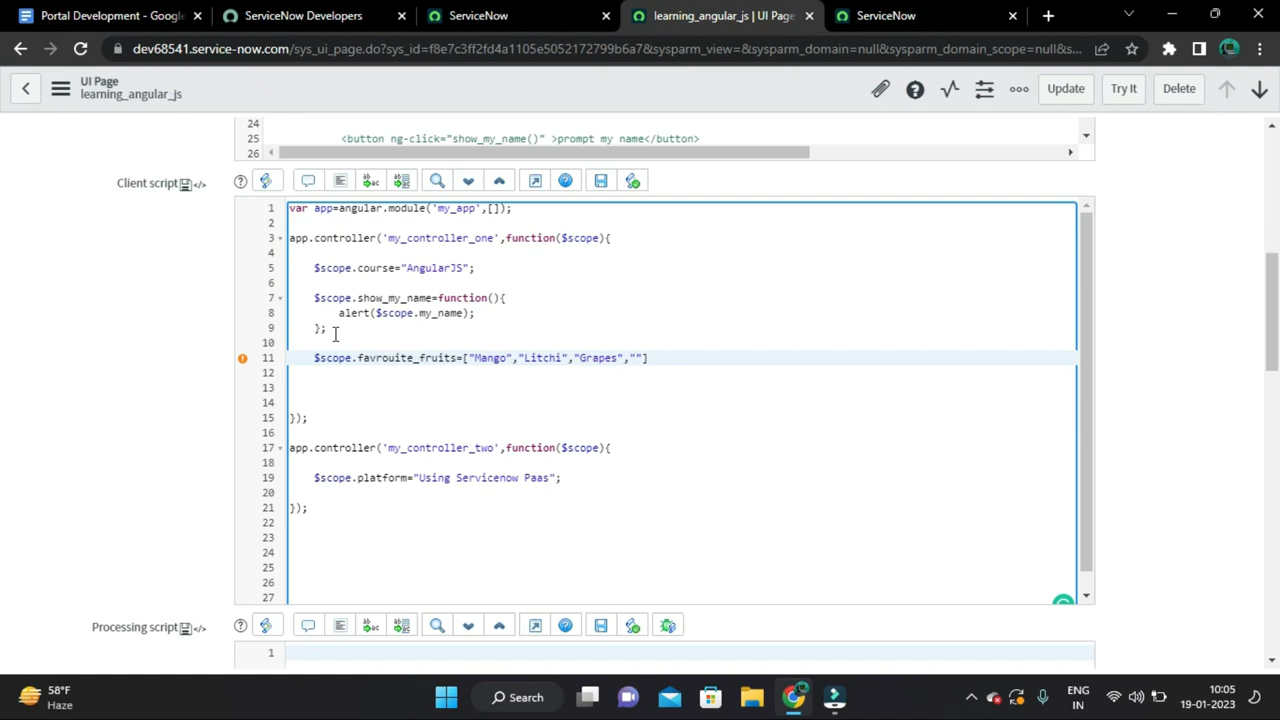 Portal Development - Google
ServiceNow Developers
ServiceNow
learning_angular_js | UI Page
ServiceNow
dev68541.service-now.com/sys_ui_page.do?sys_id=f8e7c3ff2fd4a1105e5052172799b6a7&sysparm_view=&sysparm_domain=null&sysparm_domain_scope=null&s...
UI Page
learning_angular_js
Update
Try It
Delete
24
25 <button ng-click="show_my_name()" >prompt my name</button>
26
Client script
1 var app=angular.module('my_app',[]);
2
3 app.controller('my_controller_one',function($scope){
4
5 $scope.course="AngularJS";
6
7 $scope.show_my_name=function(){
8 alert($scope.my_name);
9 };
10
11 $scope.favrouite_fruits=["Mango","Litchi","Grapes",""]
12
13
14
15 });
16
17 app.controller('my_controller_two',function($scope){
18
19 $scope.platform="Using Servicenow Paas";
20
21 });
22
23
24
25
26
27
Processing script
1
58°F
Haze
Search
ENG
IN
10:05
19-01-2023